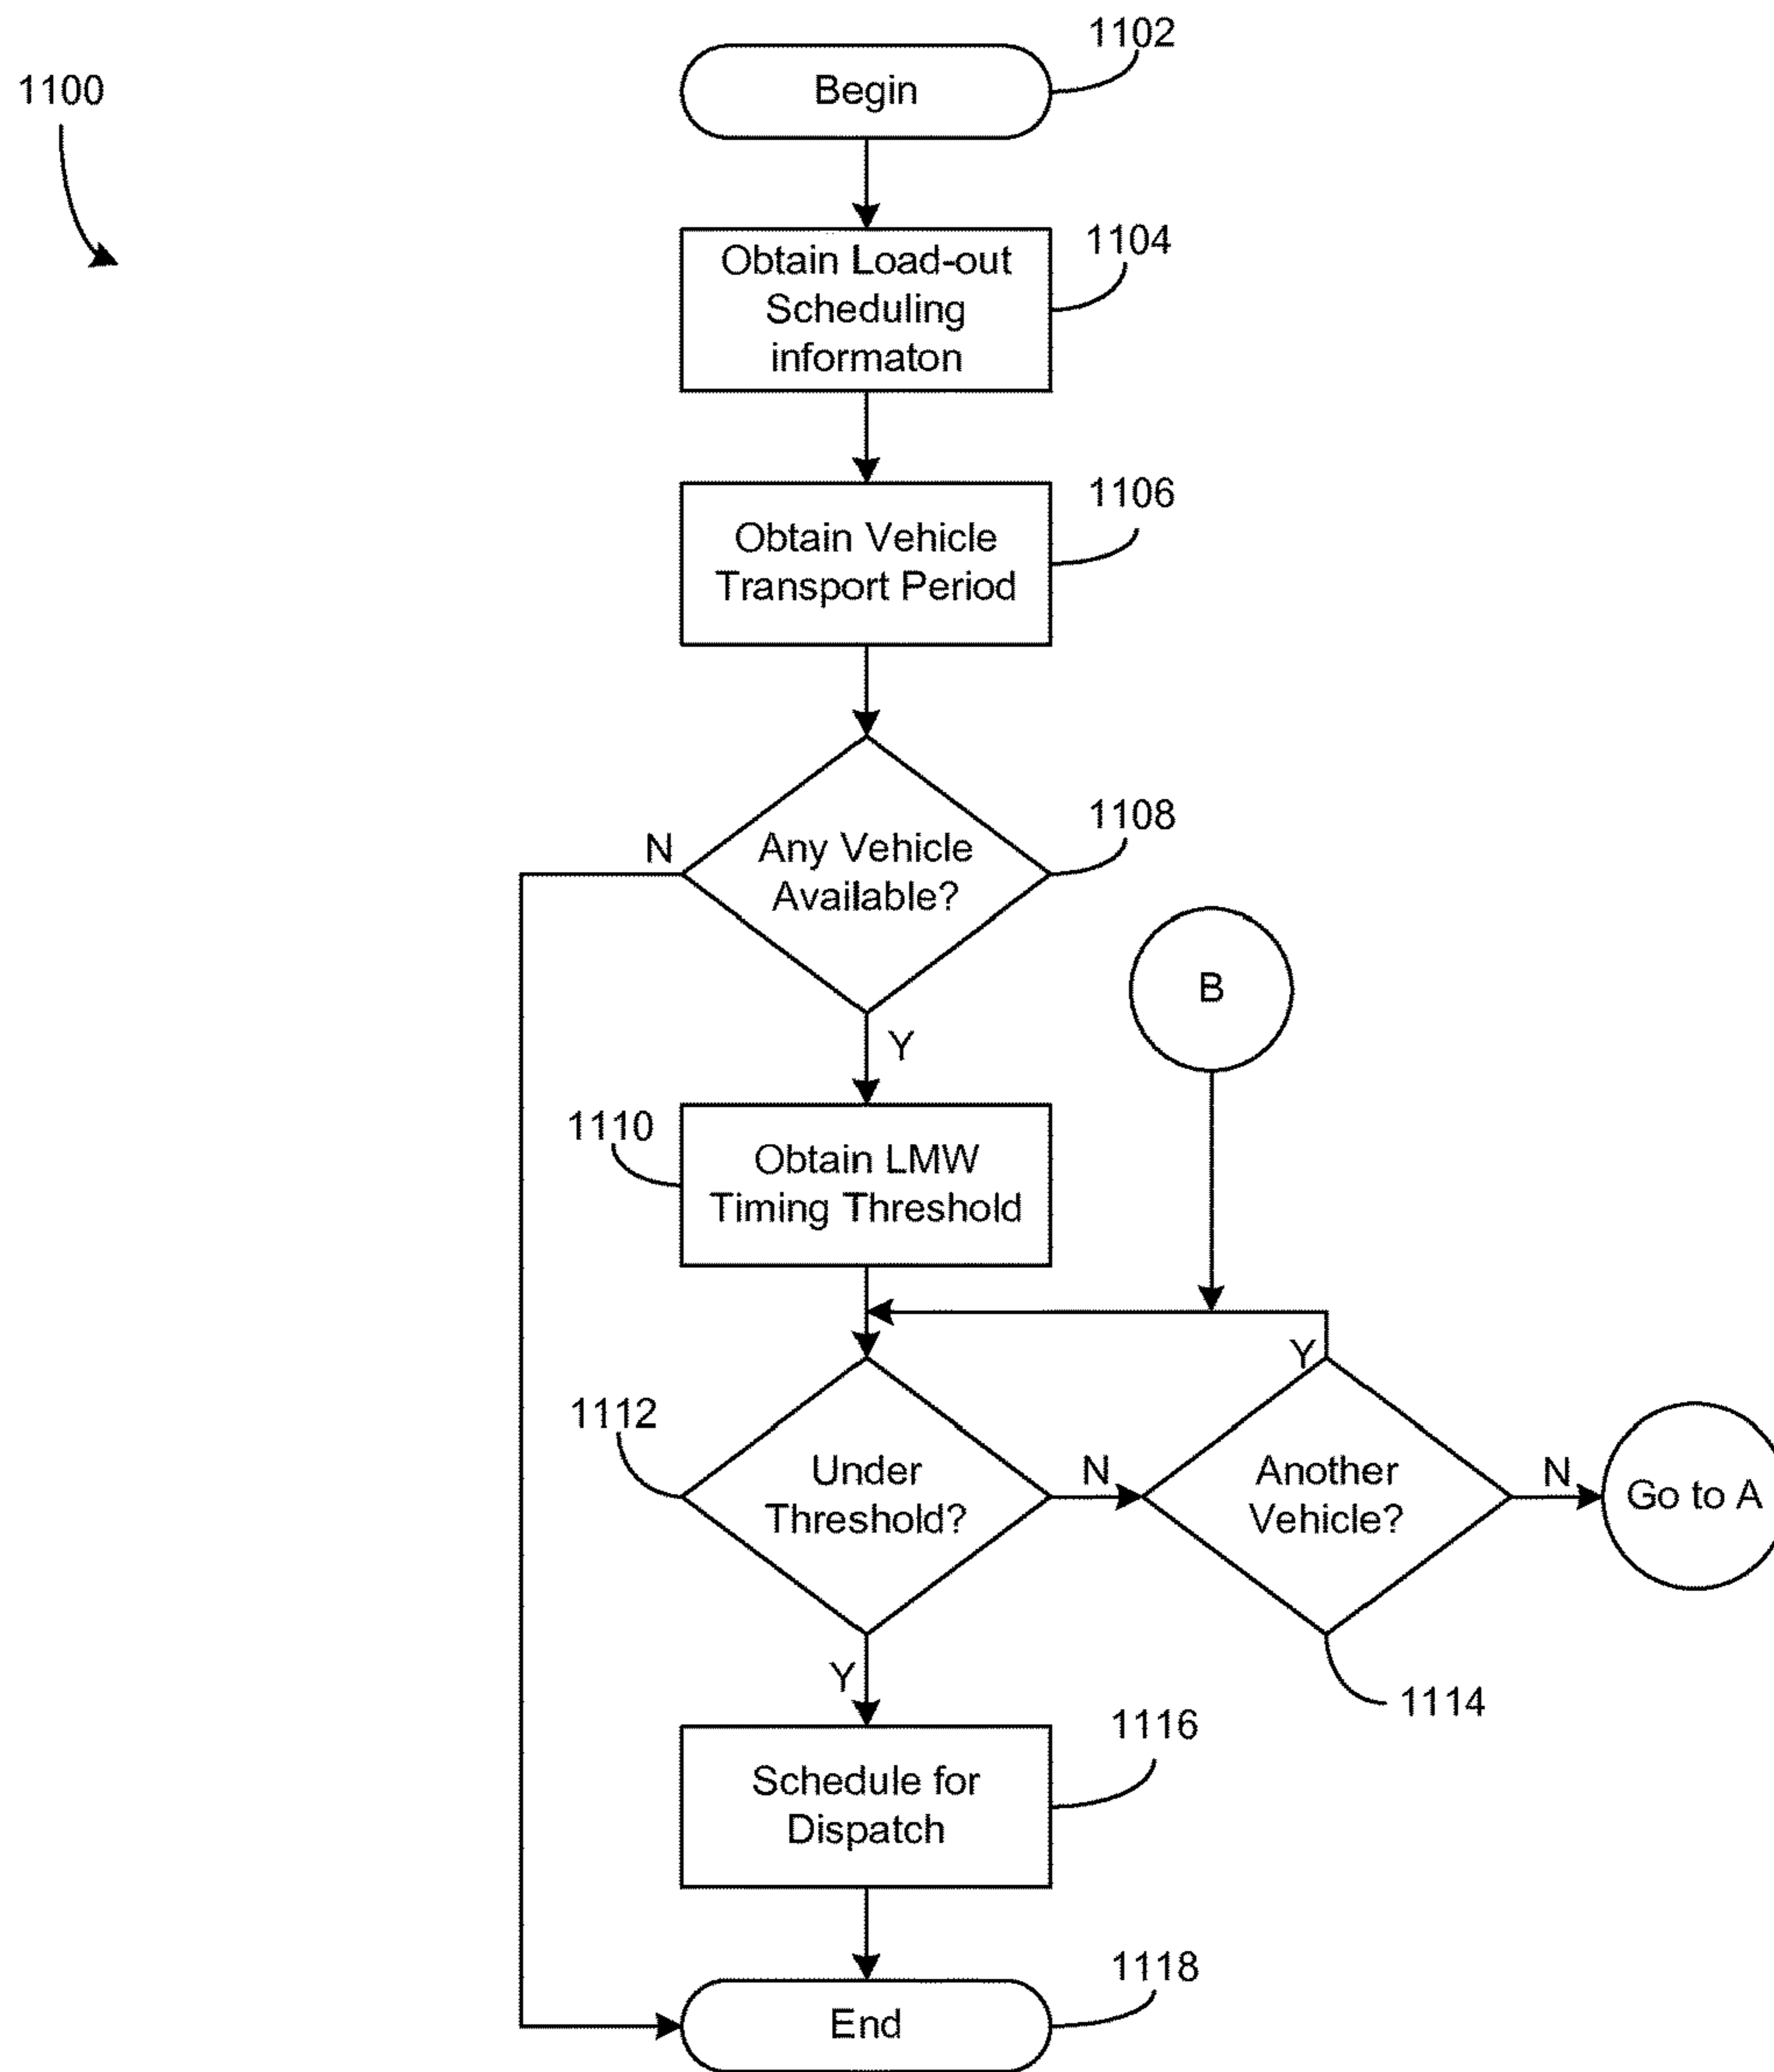 1102
1100
Begin
1104
Obtain Load-out
Scheduling
informaton
1106
Obtain Vehicle
Transport Period
1108
N
Any Vehicle
Available?
B
Y
1110
Obtain LMW
Timing Threshold
Y
1112
Under
Threshold?
N
Another
Vehicle?
N
Go to A
Y
1114
1116
Schedule for
Dispatch
1118
End